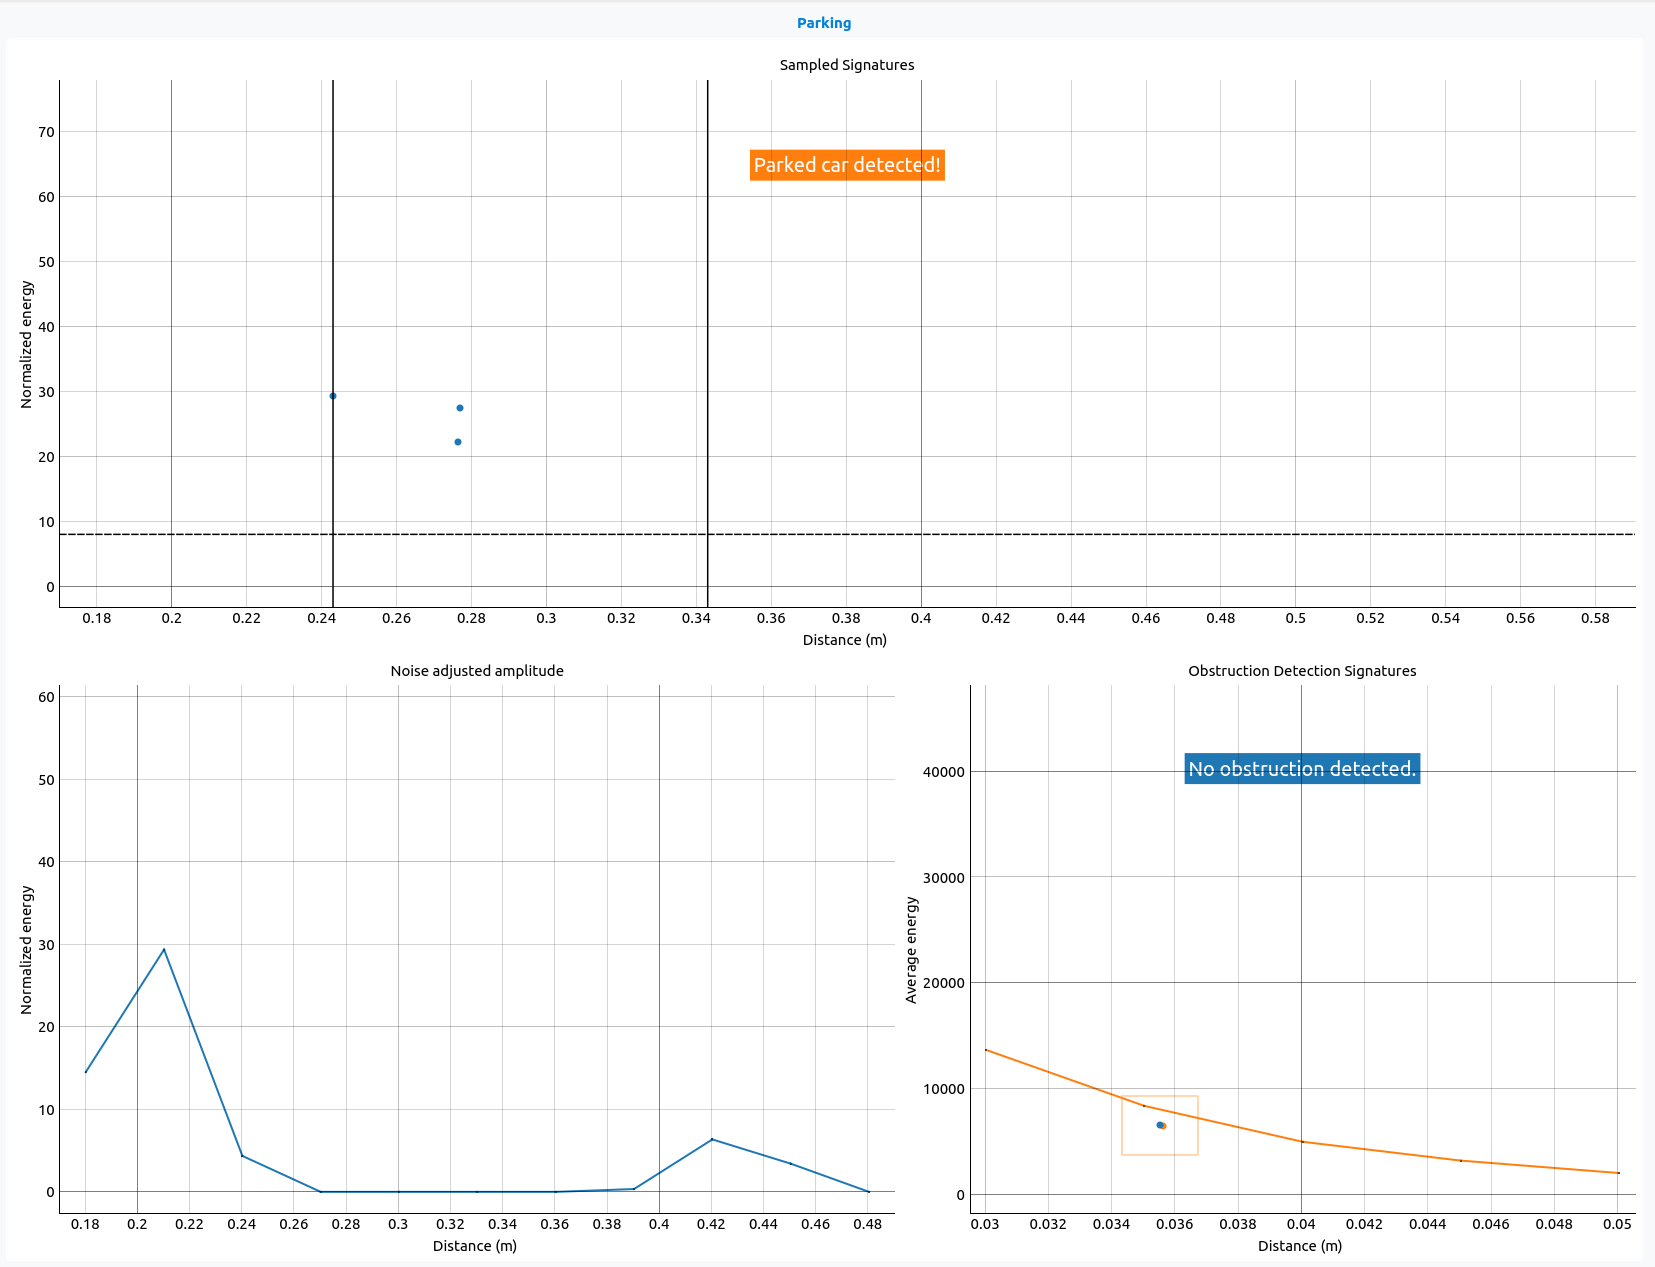 Parking
Sampled Signatures
Normalized energy
70
60
50
40
30
20
10
0
Parked car detected!
0.18 0.2 0.22 0.24 0.26 0.28 0.3 0.32 0.34 0.36 0.38 0.4 0.42 0.44 0.46 0.48 0.5 0.52 0.54 0.56 0.58
Distance (m)
Noise adjusted amplitude
Normalized energy
60
50
40
30
20
10
0
0.18 0.2 0.22 0.24 0.26 0.28 0.3 0.32 0.34 0.36 0.38 0.4 0.42 0.44 0.46 0.48
Distance (m)
Obstruction Detection Signatures
Average energy
40000
30000
20000
10000
0
No obstruction detected.
0.03 0.032 0.034 0.036 0.038 0.04 0.042 0.044 0.046 0.048 0.05
Distance (m)